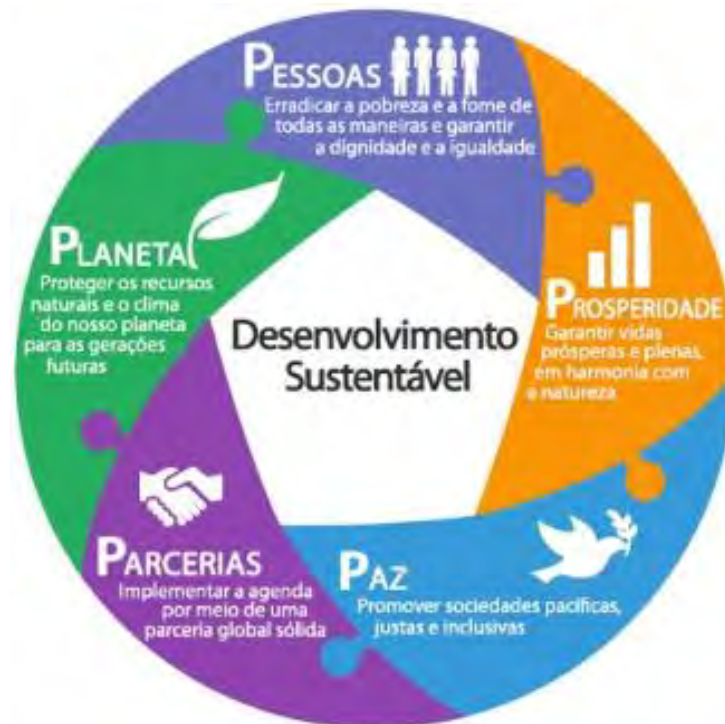 PESSOAS
Erradicar a pobreza e a fome de
todas as maneiras e garantir
a dignidade e a igualdade
PROSPERIDADE
Garantir vidas
prósperas e plenas,
em harmonia com
a natureza
PAZ
Promover sociedades pacíficas,
justas e inclusivas
PARCERIAS
Implementar a agenda
por meio de uma
parceria global sólida
PLANETA
Proteger os recursos
naturais e o clima
do nosso planeta
para as gerações
futuras
Desenvolvimento
Sustentável